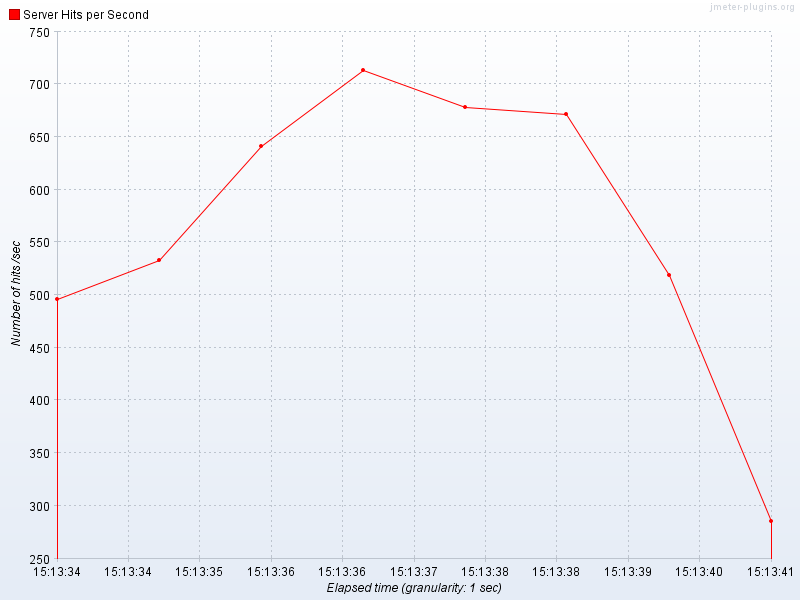 jmeter-plugins.org
Server Hits per Second
750
700
650
600
550
500
450
400
350
300
250
Number of hits /sec
15:13:34 15:13:34 15:13:35 15:13:36 15:13:36 15:13:37 15:13:38 15:13:38 15:13:39 15:13:40 15:13:41
Elapsed time (granularity: 1 sec)